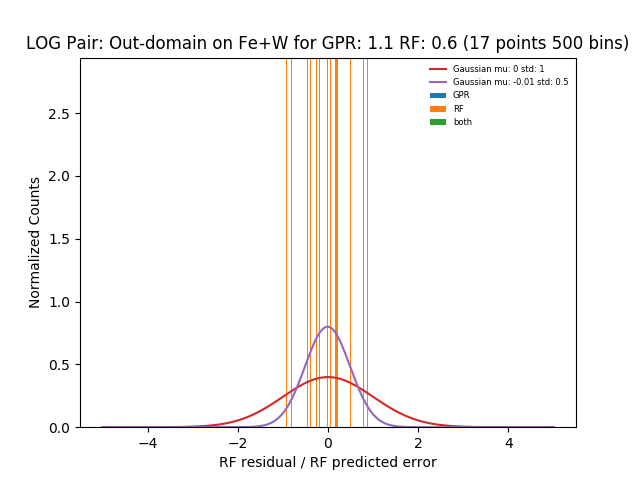 LOG Pair: Out-domain on Fe+W for GPR: 1.1 RF: 0.6 (17 points 500 bins)
Gaussian mu: 0 std: 1
Gaussian mu: -0.01 std: 0.5
GPR
RF
both
Normalized Counts
2.5
2.0
1.5
1.0
0.5
0.0
−4 −2 0 2 4
RF residual / RF predicted error